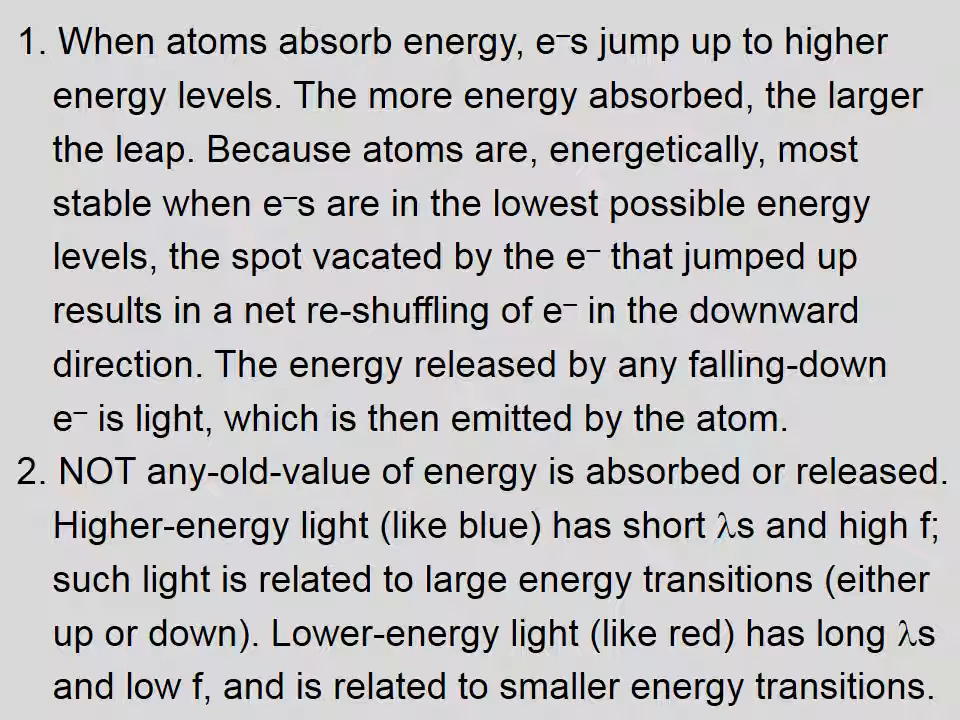 1. When atoms absorb energy, e–s jump up to higher
energy levels. The more energy absorbed, the larger
the leap. Because atoms are, energetically, most
stable when e–s are in the lowest possible energy
levels, the spot vacated by the e– that jumped up
results in a net re-shuffling of e– in the downward
direction. The energy released by any falling-down
e– is light, which is then emitted by the atom.
2. NOT any-old-value of energy is absorbed or released.
Higher-energy light (like blue) has short λs and high f;
such light is related to large energy transitions (either
up or down). Lower-energy light (like red) has long λs
and low f, and is related to smaller energy transitions.